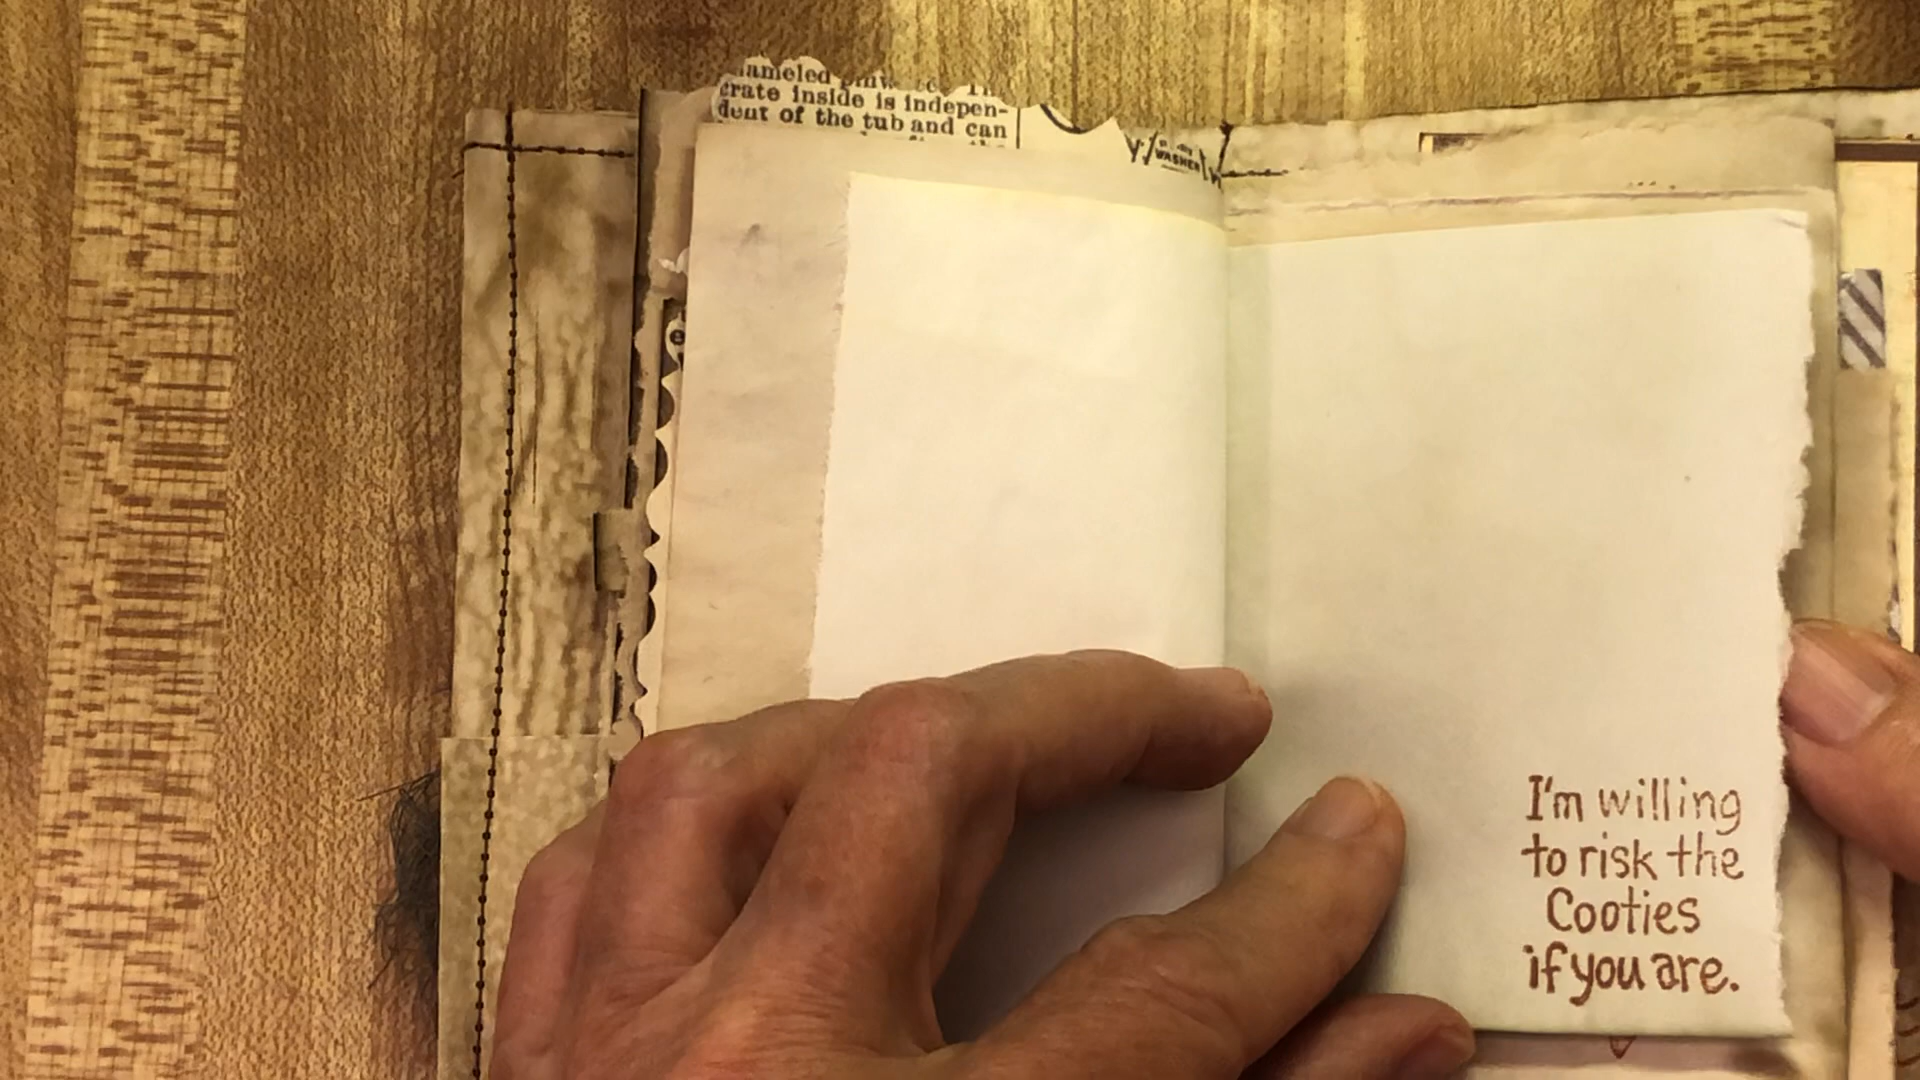 crate inside is indepen-
dent of the tub and can
WASHER
I'm willing
to risk the
Cooties
if you are.